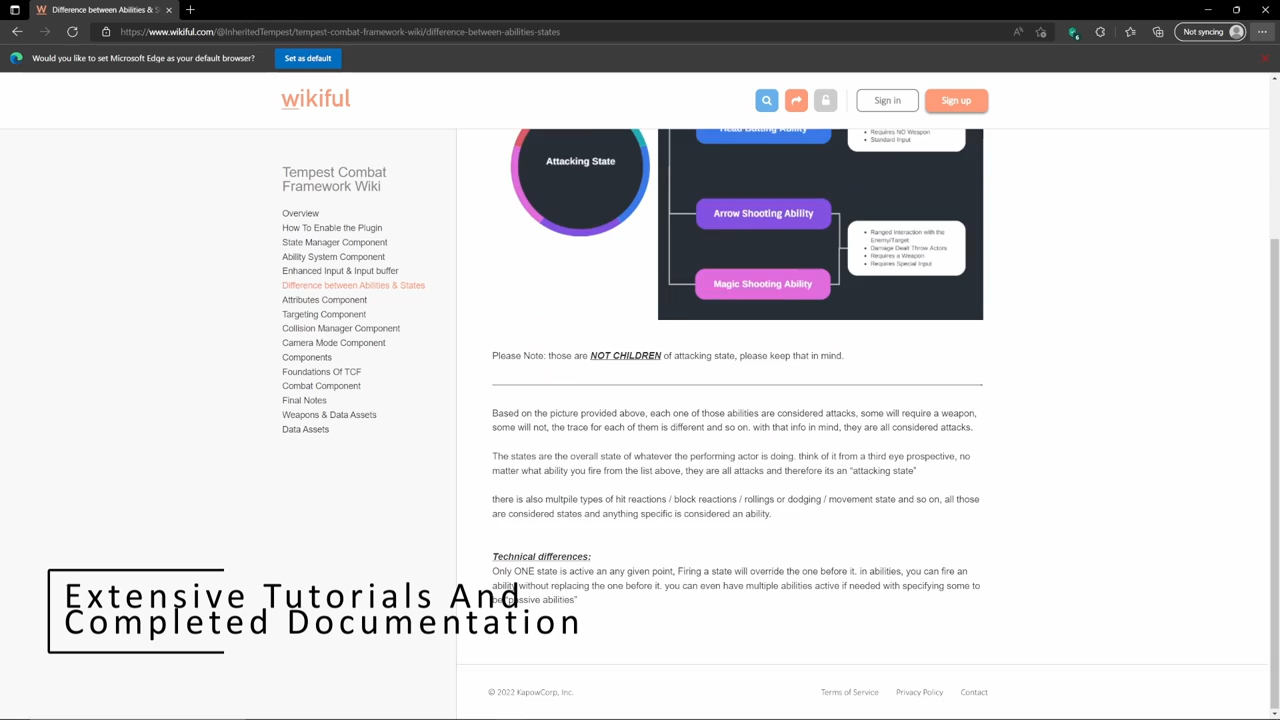 Difference between Abilities & S
https://www.wikiful.com/@InheritedTempest/tempest-combat-framework-wiki/difference-between-abilities-states
Not syncing
Would you like to set Microsoft Edge as your default browser?
Set as default
wikiful
Sign in
Sign up
Tempest Combat
Framework Wiki
Overview
How To Enable the Plugin
State Manager Component
Ability System Component
Enhanced Input & Input buffer
Difference between Abilities & States
Attributes Component
Targeting Component
Collision Manager Component
Camera Mode Component
Components
Foundations Of TCF
Combat Component
Final Notes
Weapons & Data Assets
Data Assets
Attacking State
Head Butting Ability
Requires NO Weapon
Standard Input
Arrow Shooting Ability
Ranged Interaction with the
Enemy/Target
Damage Dealt Throw Actors
Requires a Weapon
Requires Special Input
Magic Shooting Ability
Please Note: those are NOT CHILDREN of attacking state, please keep that in mind.
Based on the picture provided above, each one of those abilities are considered attacks, some will require a weapon,
some will not, the trace for each of them is different and so on. with that info in mind, they are all considered attacks.
The states are the overall state of whatever the performing actor is doing. think of it from a third eye prospective, no
matter what ability you fire from the list above, they are all attacks and therefore its an “attacking state”
there is also multpile types of hit reactions / block reactions / rollings or dodging / movement state and so on, all those
are considered states and anything specific is considered an ability.
Technical differences:
Only ONE state is active an any given point, Firing a state will override the one before it. in abilities, you can fire an
ability without replacing the one before it. you can even have multiple abilities active if needed with specifying some to
be “passive abilities”
Extensive Tutorials And
Completed Documentation
© 2022 KapowCorp, Inc.
Terms of Service
Privacy Policy
Contact